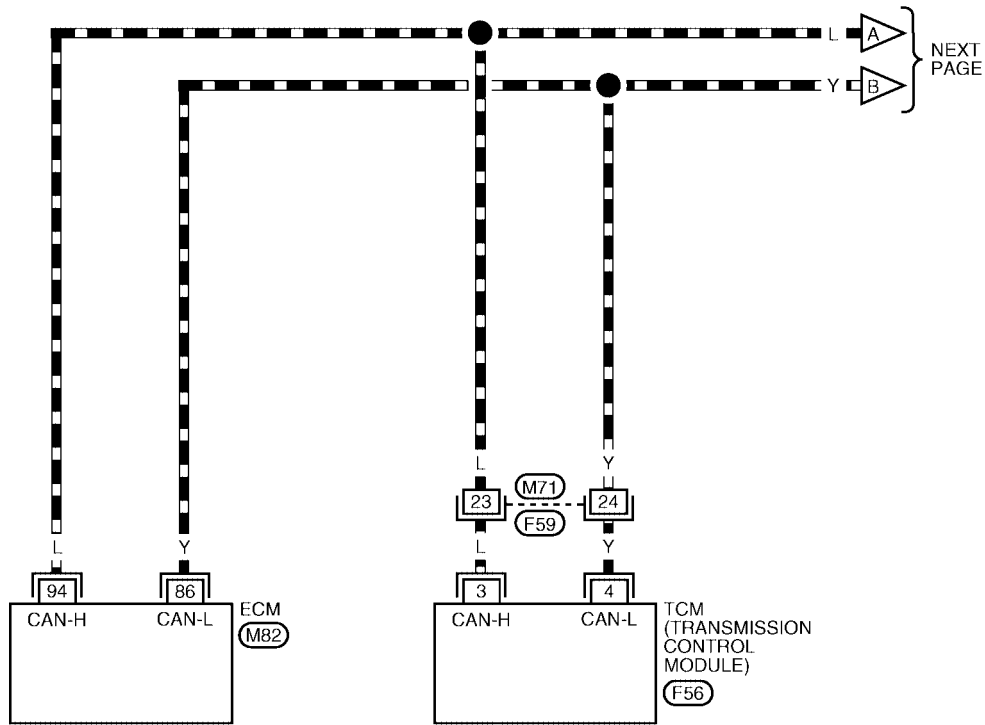 L
A
NEXT
PAGE
Y
B
L
Y
M71
23
24
F59
L
Y
L
Y
94
86
3
4
CAN-H
CAN-L
ECM
M82
CAN-H
CAN-L
TCM
(TRANSMISSION
CONTROL
MODULE)
F56